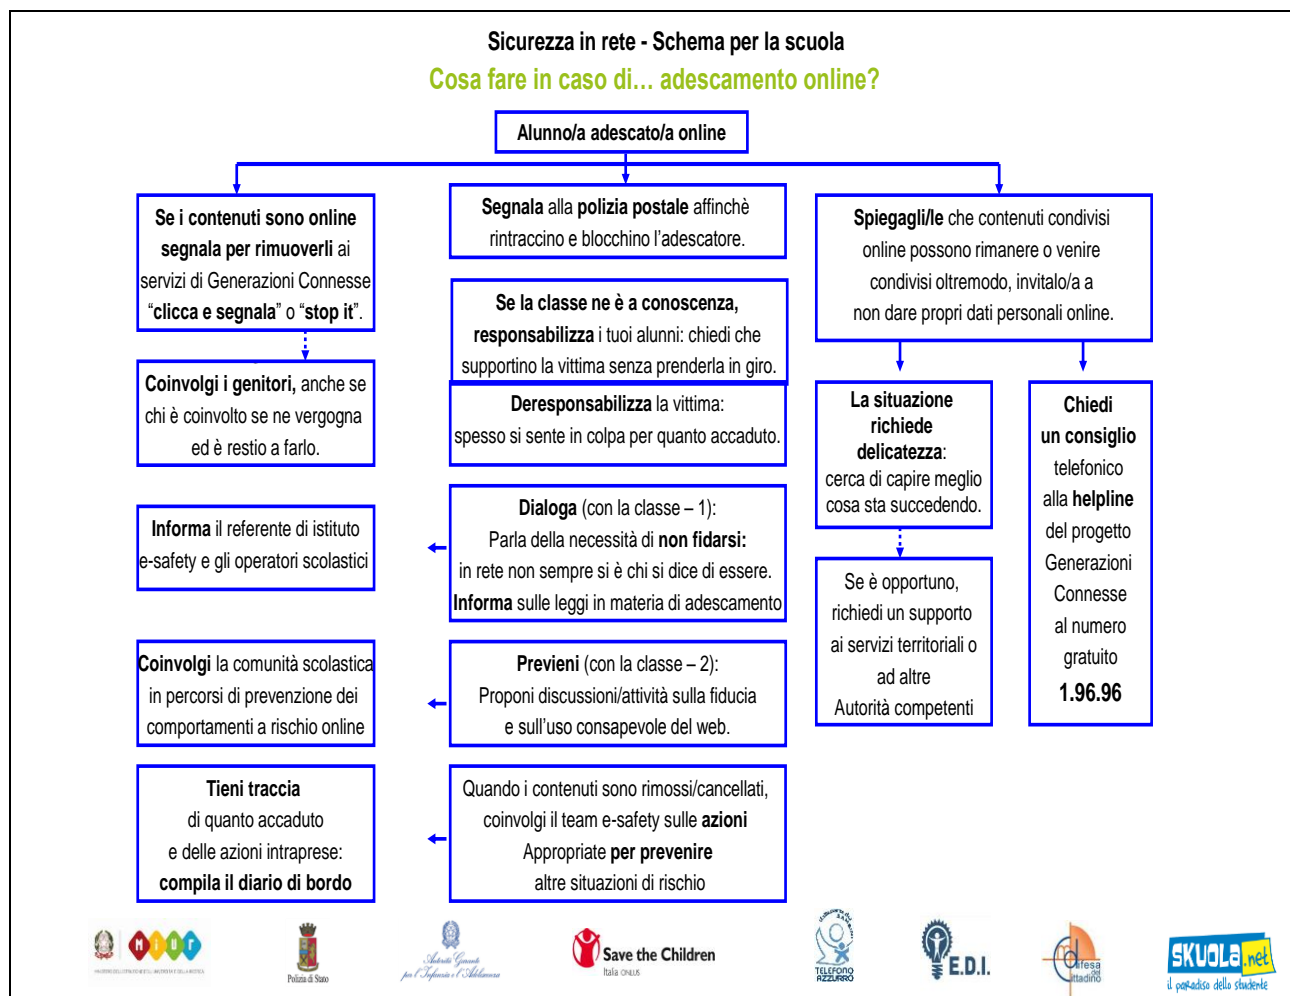 Sicurezza in rete - Schema per la scuola
Cosa fare in caso di… adescamento online?
Alunno/a adescato/a online
Se i contenuti sono online
segnala per rimuoverli ai
servizi di Generazioni Connesse
“clicca e segnala” o “stop it”.
Coinvolgi i genitori, anche se
chi è coinvolto se ne vergogna
ed è restio a farlo.
Informa il referente di istituto
e-safety e gli operatori scolastici
Coinvolgi la comunità scolastica
in percorsi di prevenzione dei
comportamenti a rischio online
Tieni traccia
di quanto accaduto
e delle azioni intraprese:
compila il diario di bordo
Segnala alla polizia postale affinchè
rintraccino e blocchino l’adescatore.
Se la classe ne è a conoscenza,
responsabilizza i tuoi alunni: chiedi che
supportino la vittima senza prenderla in giro.
Deresponsabilizza la vittima:
spesso si sente in colpa per quanto accaduto.
Dialoga (con la classe – 1):
Parla della necessità di non fidarsi:
in rete non sempre si è chi si dice di essere.
Informa sulle leggi in materia di adescamento
Previeni (con la classe – 2):
Proponi discussioni/attività sulla fiducia
e sull’uso consapevole del web.
Quando i contenuti sono rimossi/cancellati,
coinvolgi il team e-safety sulle azioni
Appropriate per prevenire
altre situazioni di rischio
Spiegagli/le che contenuti condivisi
online possono rimanere o venire
condivisi oltremodo, invitalo/a a
non dare propri dati personali online.
La situazione
richiede
delicatezza:
cerca di capire meglio
cosa sta succedendo.
Se è opportuno,
richiedi un supporto
ai servizi territoriali o
ad altre
Autorità competenti
Chiedi
un consiglio
telefonico
alla helpline
del progetto
Generazioni
Connesse
al numero
gratuito
1.96.96
MIUR
Polizia di Stato
Autorità Garante
per l'Infanzia e l'Adolescenza
Save the Children
Italia ONLUS
TELEFONO
AZZURRO
E.D.I.
difesa
del
cittadino
SKUOLA.net
il paradiso dello studente